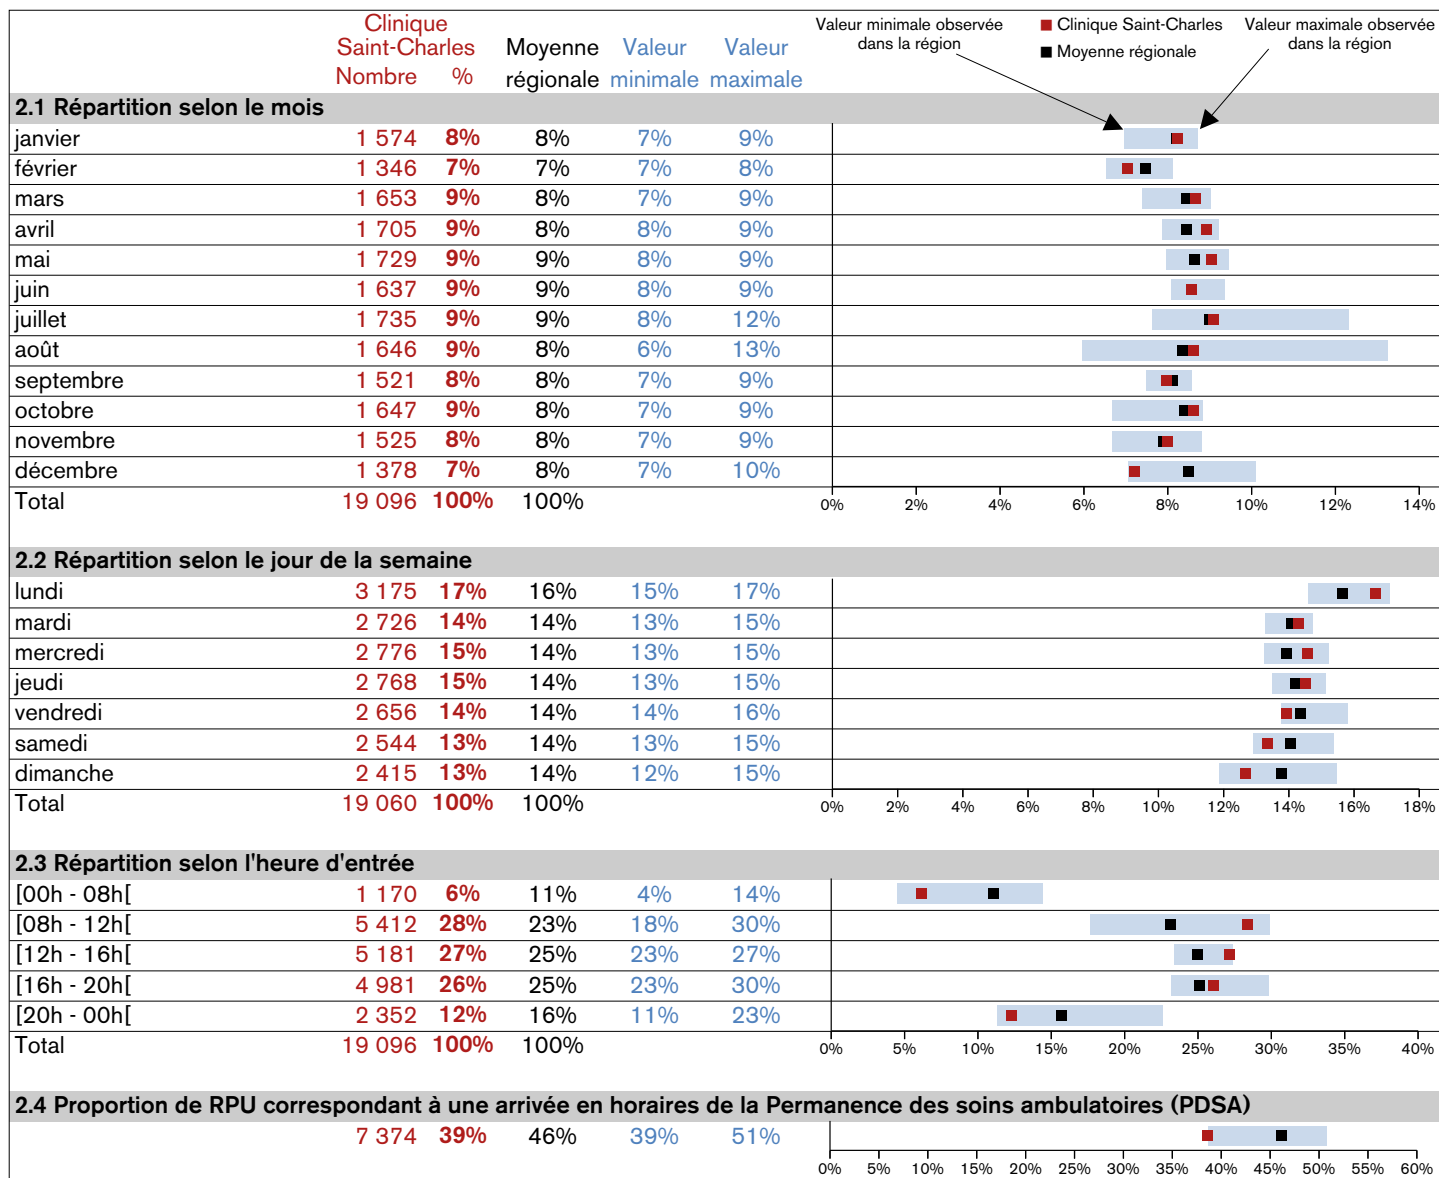 Clinique
Saint-Charles Moyenne Valeur Valeur
Nombre % régionale minimale maximale
Valeur minimale observée
dans la région
Clinique Saint-Charles
Moyenne régionale
Valeur maximale observée
dans la région
2.1 Répartition selon le mois
janvier 1 574 8% 8% 7% 9%
février 1 346 7% 7% 7% 8%
mars 1 653 9% 8% 7% 9%
avril 1 705 9% 8% 8% 9%
mai 1 729 9% 9% 8% 9%
juin 1 637 9% 9% 8% 9%
juillet 1 735 9% 9% 8% 12%
août 1 646 9% 8% 6% 13%
septembre 1 521 8% 8% 7% 9%
octobre 1 647 9% 8% 7% 9%
novembre 1 525 8% 8% 7% 9%
décembre 1 378 7% 8% 7% 10%
Total 19 096 100% 100%
0% 2% 4% 6% 8% 10% 12% 14%
2.2 Répartition selon le jour de la semaine
lundi 3 175 17% 16% 15% 17%
mardi 2 726 14% 14% 13% 15%
mercredi 2 776 15% 14% 13% 15%
jeudi 2 768 15% 14% 13% 15%
vendredi 2 656 14% 14% 14% 16%
samedi 2 544 13% 14% 13% 15%
dimanche 2 415 13% 14% 12% 15%
Total 19 060 100% 100%
0% 2% 4% 6% 8% 10% 12% 14% 16% 18%
2.3 Répartition selon l'heure d'entrée
[00h - 08h[ 1 170 6% 11% 4% 14%
[08h - 12h[ 5 412 28% 23% 18% 30%
[12h - 16h[ 5 181 27% 25% 23% 27%
[16h - 20h[ 4 981 26% 25% 23% 30%
[20h - 00h[ 2 352 12% 16% 11% 23%
Total 19 096 100% 100%
0% 5% 10% 15% 20% 25% 30% 35% 40%
2.4 Proportion de RPU correspondant à une arrivée en horaires de la Permanence des soins ambulatoires (PDSA)
7 374 39% 46% 39% 51%
0% 5% 10% 15% 20% 25% 30% 35% 40% 45% 50% 55% 60%